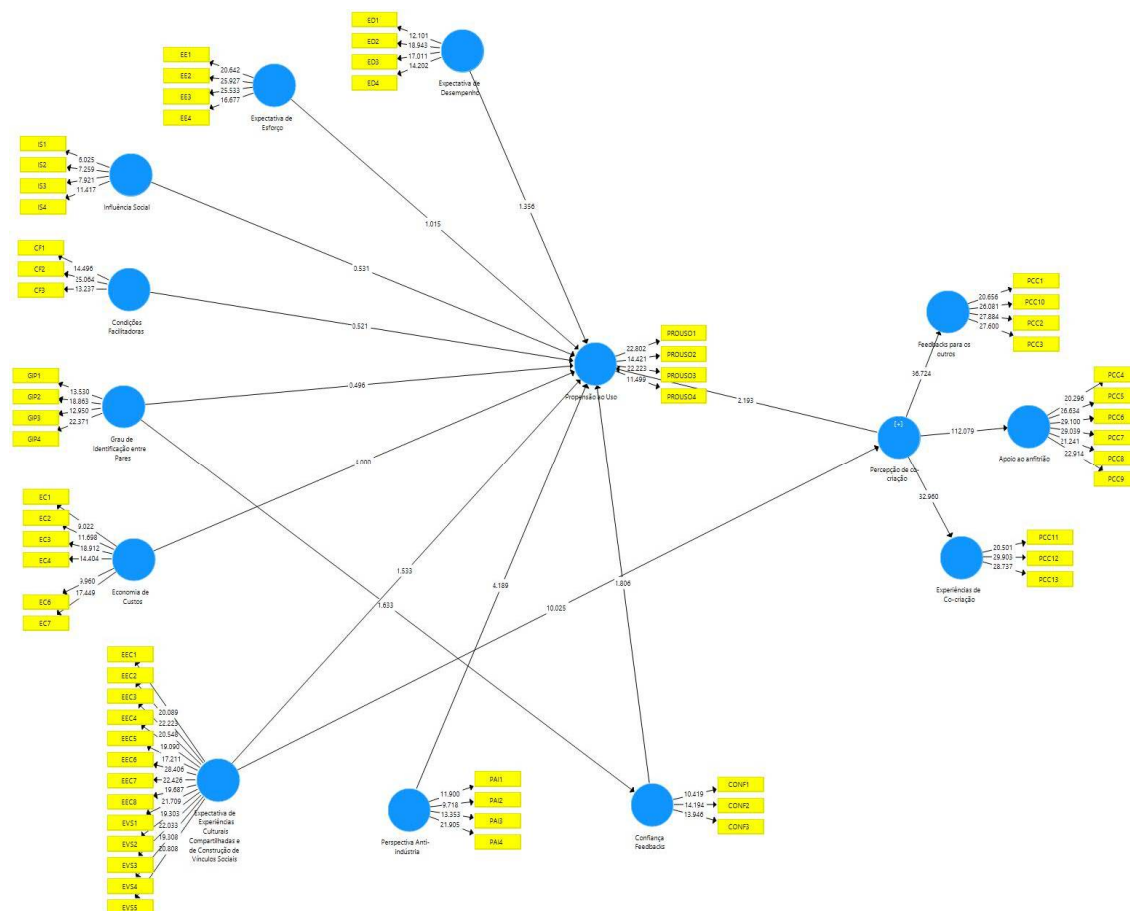 ED1
ED2
ED3
ED4
12.101
18.943
17.011
14.202
Expectativa de
Desempenho
EE1
EE2
EE3
EE4
20.642
25.927
25.533
16.677
Expectativa de
Esforço
IS1
IS2
IS3
IS4
6.025
7.259
7.921
11.417
Influência Social
CF1
CF2
CF3
14.496
25.064
13.237
Condições
Facilitadoras
GIP1
GIP2
GIP3
GIP4
13.530
18.863
12.950
22.371
Grau de
Identificação entre
Pares
EC1
EC2
EC3
EC4
EC6
EC7
9.022
11.698
18.912
14.404
9.960
17.449
Economia de
Custos
EEC1
EEC2
EEC3
EEC4
EEC5
EEC6
EEC7
EEC8
EVS1
EVS2
EVS3
EVS4
EVS5
20.089
22.223
20.548
19.090
17.211
28.406
22.426
19.687
21.709
19.303
22.033
19.308
20.808
Expectativa de
Experiências
Culturais
Compartilhadas e
de Construção de
Vínculos Sociais
1.356
1.015
0.531
0.521
0.496
1.533
1.633
4.189
1.806
10.025
2.193
PROUSO1
PROUSO2
PROUSO3
PROUSO4
22.802
14.421
22.223
11.499
Propensão ao Uso
PAI1
PAI2
PAI3
PAI4
11.900
9.718
13.353
21.905
Perspectiva Anti-
Indústria
CONF1
CONF2
CONF3
10.419
14.194
13.946
Confiança
Feedbacks
[+]
Percepção de co-
criação
36.724
112.079
32.960
PCC1
PCC10
PCC2
PCC3
20.656
26.081
27.884
27.600
Feedbacks para os
outros
PCC4
PCC5
PCC6
PCC7
PCC8
PCC9
20.296
26.634
29.100
29.039
21.241
22.914
Apoio ao anfitrião
PCC11
PCC12
PCC13
20.501
29.903
28.737
Experiências de
Co-criação